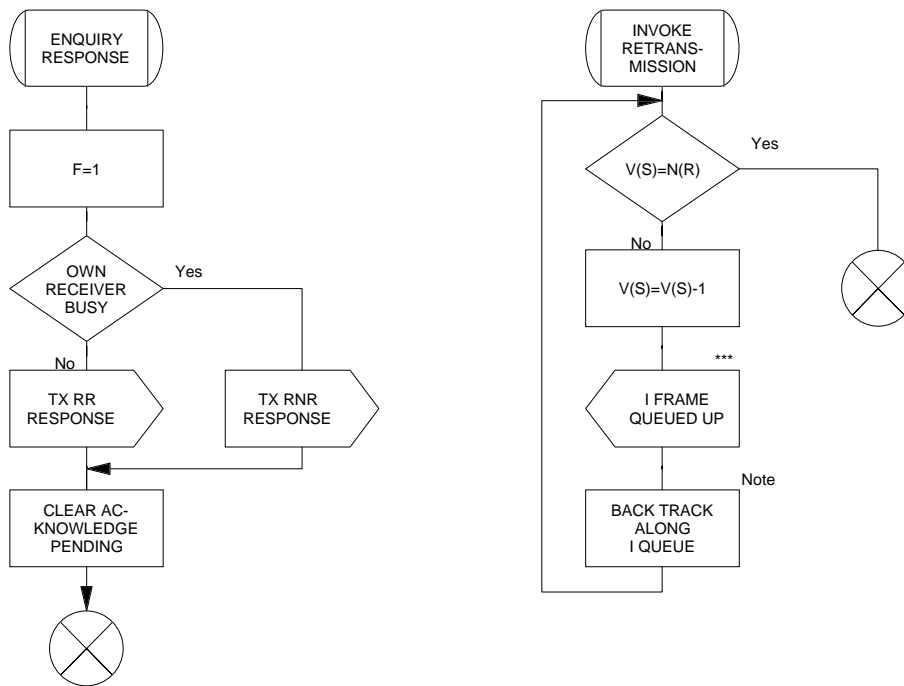 ENQUIRY
RESPONSE
F=1
OWN
RECEIVER
BUSY
Yes
No
TX RR
RESPONSE
TX RNR
RESPONSE
CLEAR AC-
KNOWLEDGE
PENDING
INVOKE
RETRANS-
MISSION
V(S)=N(R)
Yes
No
V(S)=V(S)-1
***
I FRAME
QUEUED UP
Note
BACK TRACK
ALONG
I QUEUE